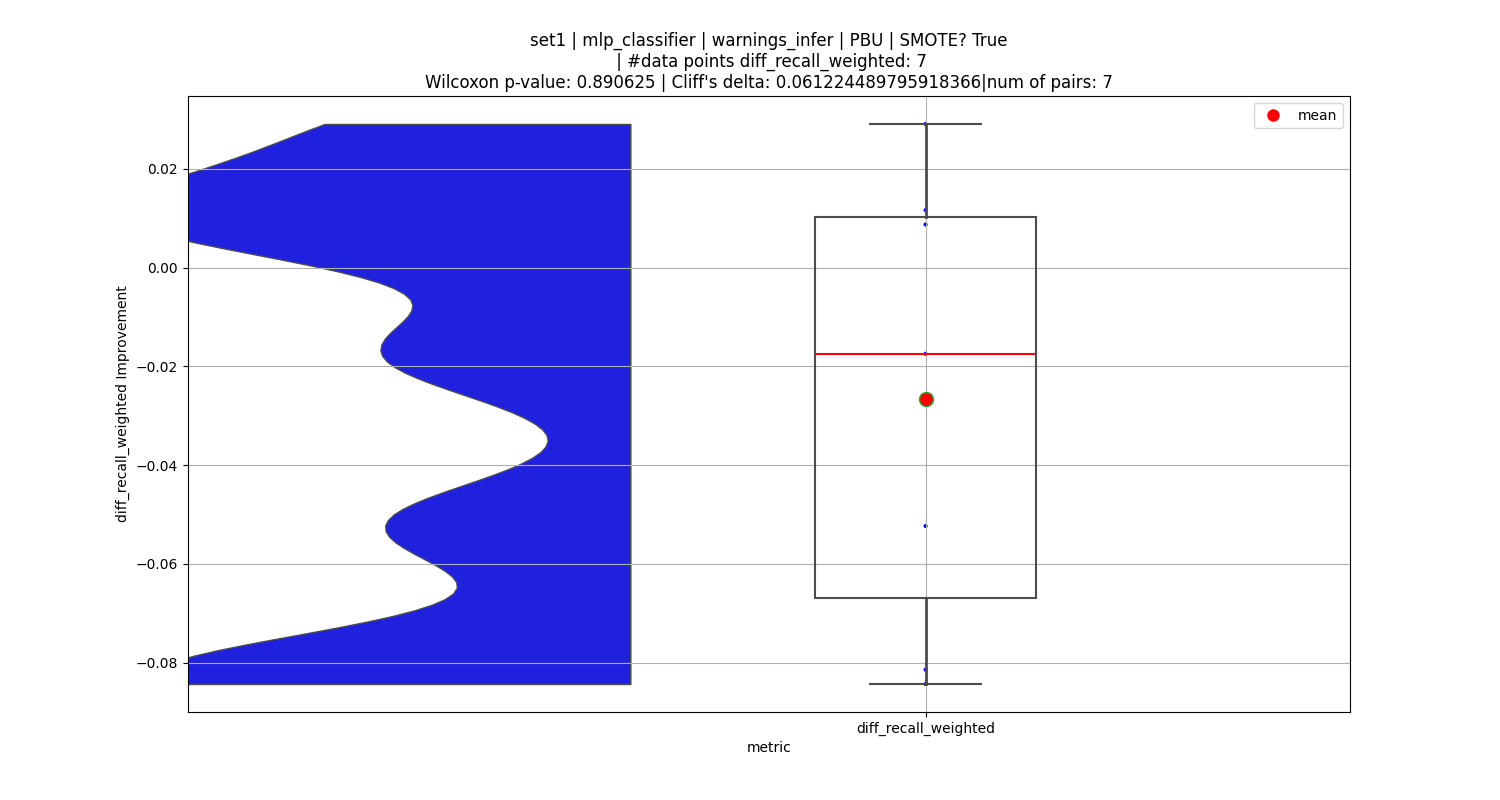 set1 | mlp_classifier | warnings_infer | PBU | SMOTE? True
| #data points diff_recall_weighted: 7
Wilcoxon p-value: 0.890625 | Cliff's delta: 0.061224489795918366|num of pairs: 7
mean
0.02
0.00
−0.02
−0.04
−0.06
−0.08
diff_recall_weighted Improvement
diff_recall_weighted
metric